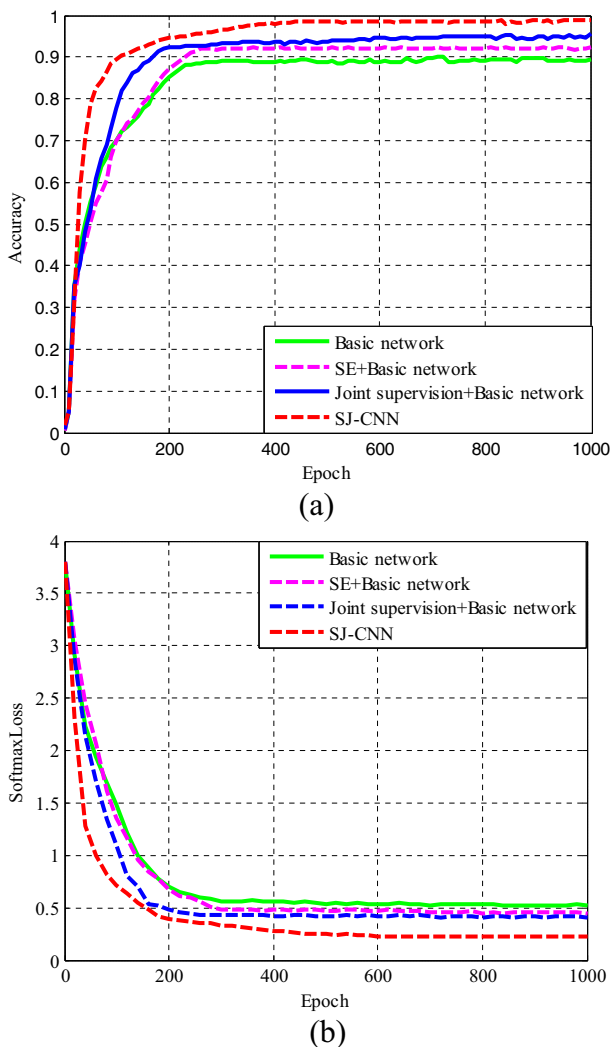 1
0.9
0.8
0.7
0.6
0.5
0.4
0.3
0.2
0.1
0
Accuracy
Basic network
SE+Basic network
Joint supervision+Basic network
SJ-CNN
0 200 400 600 800 1000
Epoch
(a)
4
3.5
3
2.5
2
1.5
1
0.5
0
SoftmaxLoss
Basic network
SE+Basic network
Joint supervision+Basic network
SJ-CNN
0 200 400 600 800 1000
Epoch
(b)